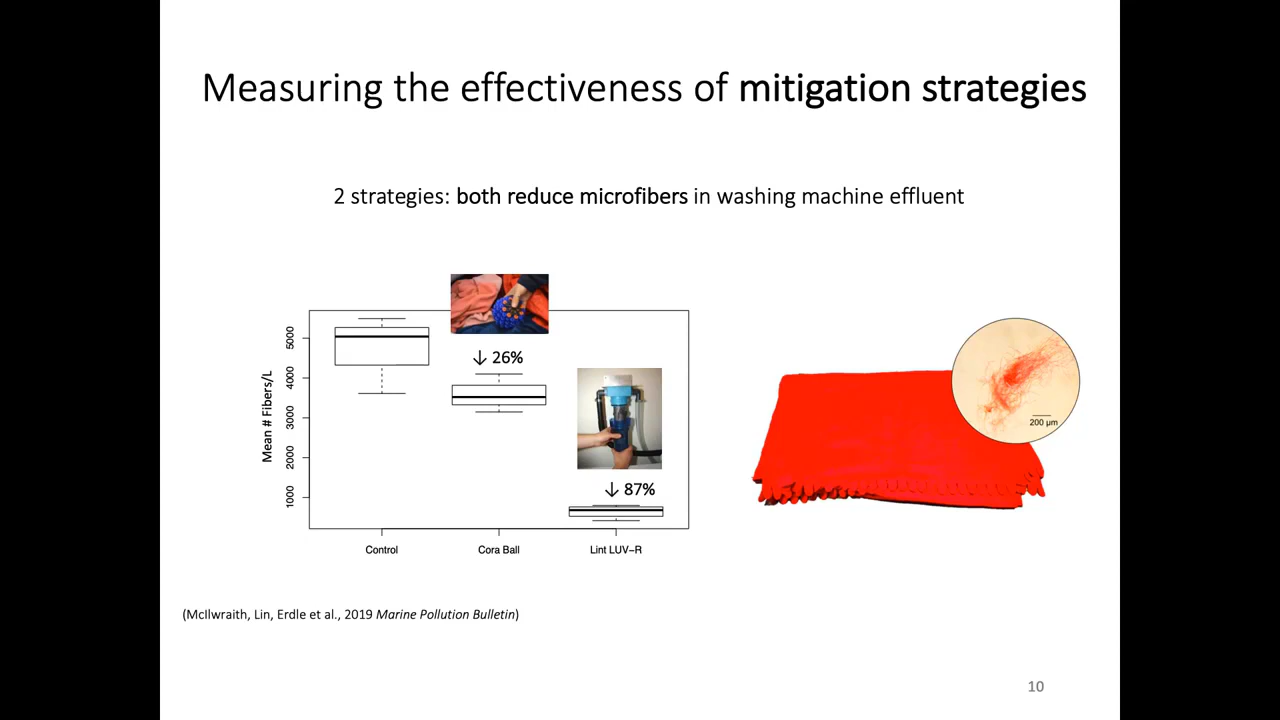 Measuring the effectiveness of mitigation strategies
2 strategies: both reduce microfibers in washing machine effluent
Mean # Fibers/L
5000
4000
3000
2000
1000
↓ 26%
↓ 87%
Control
Cora Ball
Lint LUV-R
200 µm
(McIlwraith, Lin, Erdle et al., 2019 Marine Pollution Bulletin)
10